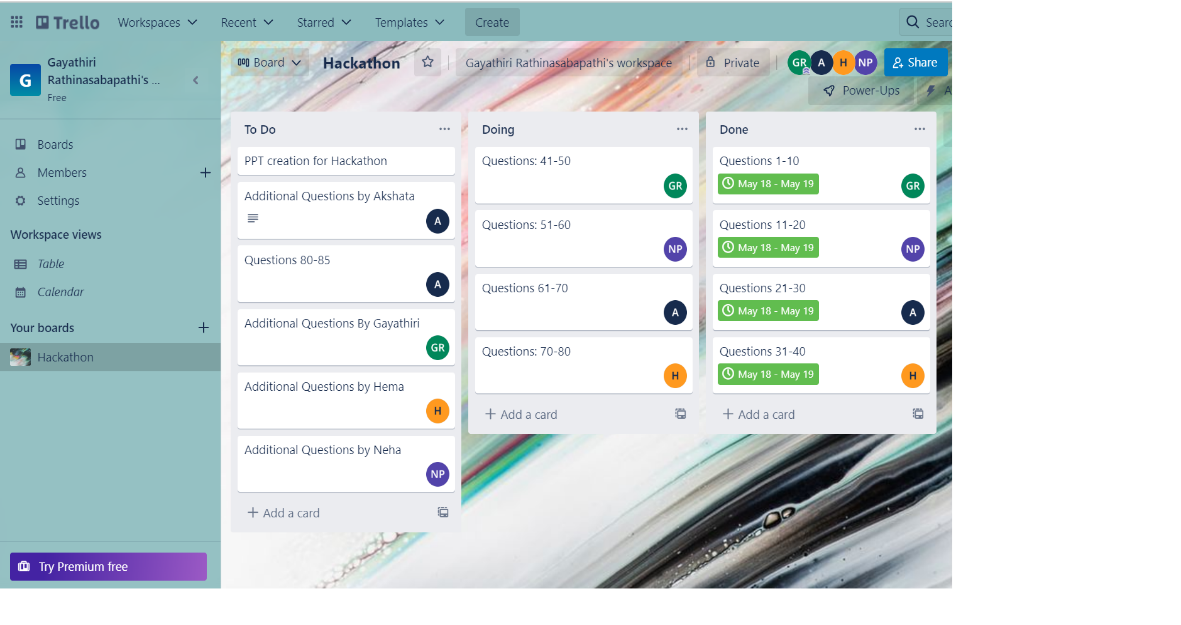 Trello
Workspaces
Recent
Starred
Templates
Create
Sear
G
Gayathiri
Rathinasabapathi's ...
Free
Boards
Members
Settings
Workspace views
Table
Calendar
Your boards
Hackathon
Try Premium free
Board
Hackathon
Gayathiri Rathinasabapathi's workspace
Private
GR A H NP
Share
Power-Ups
A
To Do
PPT creation for Hackathon
Additional Questions by Akshata
A
Questions 80-85
A
Additional Questions By Gayathiri
GR
Additional Questions by Hema
H
Additional Questions by Neha
NP
Add a card
Doing
Questions: 41-50
GR
Questions: 51-60
NP
Questions 61-70
A
Questions: 70-80
H
Add a card
Done
Questions 1-10
May 18 - May 19
GR
Questions 11-20
May 18 - May 19
NP
Questions 21-30
May 18 - May 19
A
Questions 31-40
May 18 - May 19
H
Add a card